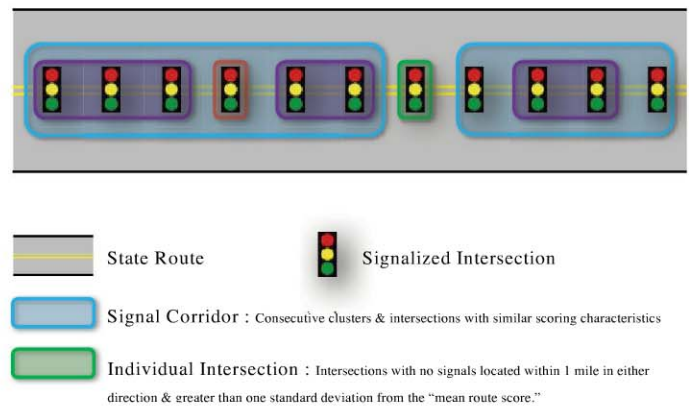 State Route
Signalized Intersection
Signal Corridor : Consecutive clusters & intersections with similar scoring characteristics
Individual Intersection : Intersections with no signals located within 1 mile in either
direction & greater than one standard deviation from the “mean route score.”